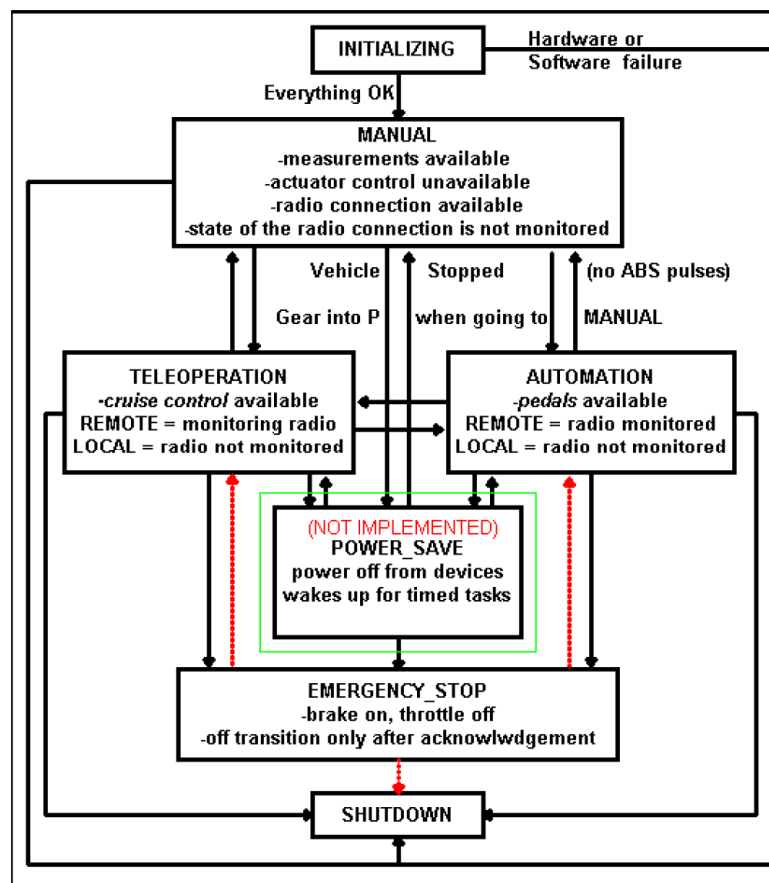 INITIALIZING
Hardware or
Software failure
Everything OK
MANUAL
-measurements available
-actuator control unavailable
-radio connection available
-state of the radio connection is not monitored
Vehicle Stopped (no ABS pulses)
Gear into P when going to MANUAL
TELEOPERATION
-cruise control available
REMOTE = monitoring radio
LOCAL = radio not monitored
AUTOMATION
-pedals available
REMOTE = radio monitored
LOCAL = radio not monitored
(NOT IMPLEMENTED)
POWER_SAVE
power off from devices
wakes up for timed tasks
EMERGENCY_STOP
-brake on, throttle off
-off transition only after acknowlwdgement
SHUTDOWN